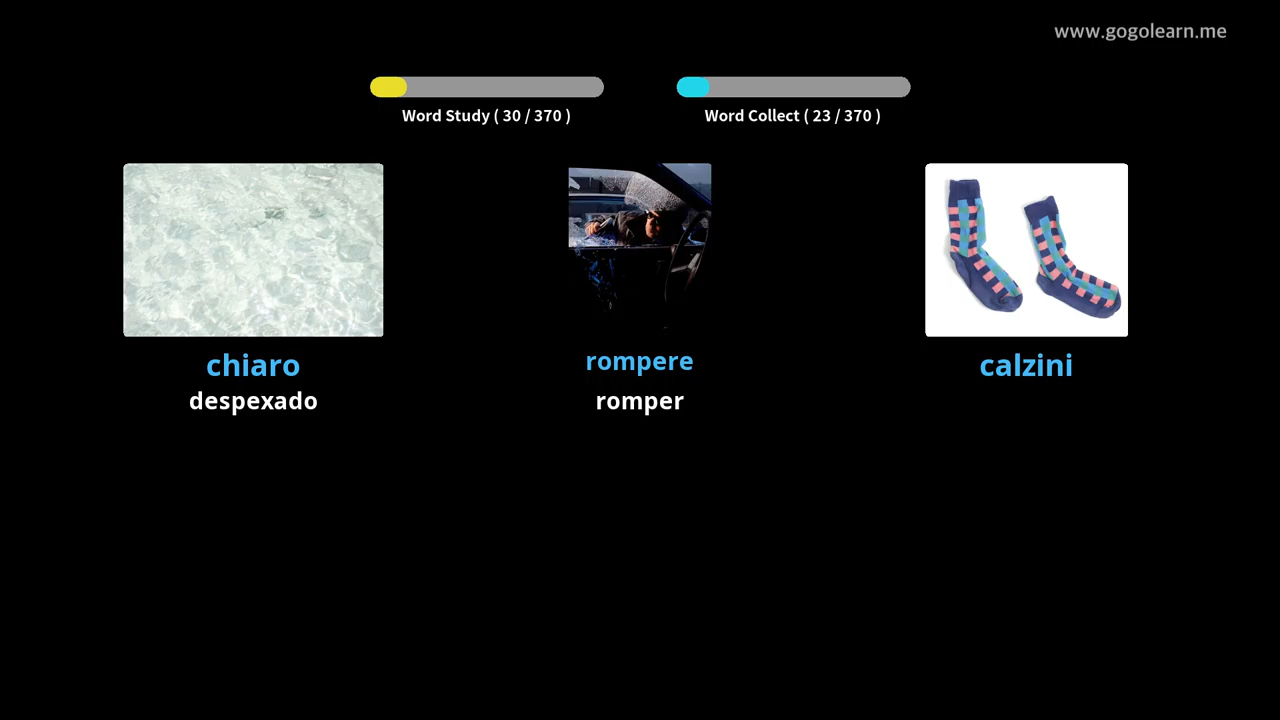 www.gogolearn.me
Word Study ( 30 / 370 )
Word Collect ( 23 / 370 )
chiaro
despexado
rompere
romper
calzini